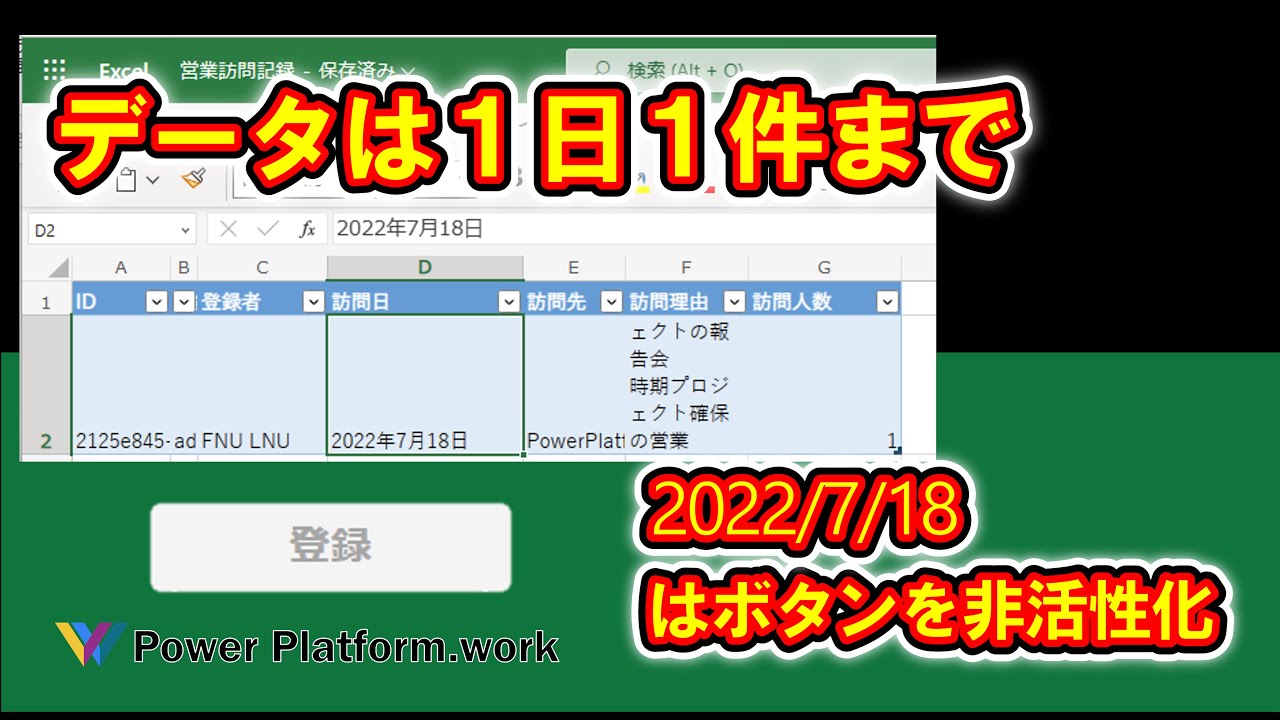 Excel 営業訪問記録 - 保存済み 検索 (Alt + Q)
データは１日１件まで
D2 fx 2022年7月18日
A B C D E F G
1 ID 登録者 訪問日 訪問先 訪問理由 訪問人数
ェクトの報
告会
時期プロジ
ェクト確保
2 2125e845- ad FNU LNU 2022年7月18日 PowerPlatf の営業 1
登録
2022/7/18
はボタンを非活性化
Power Platform.work